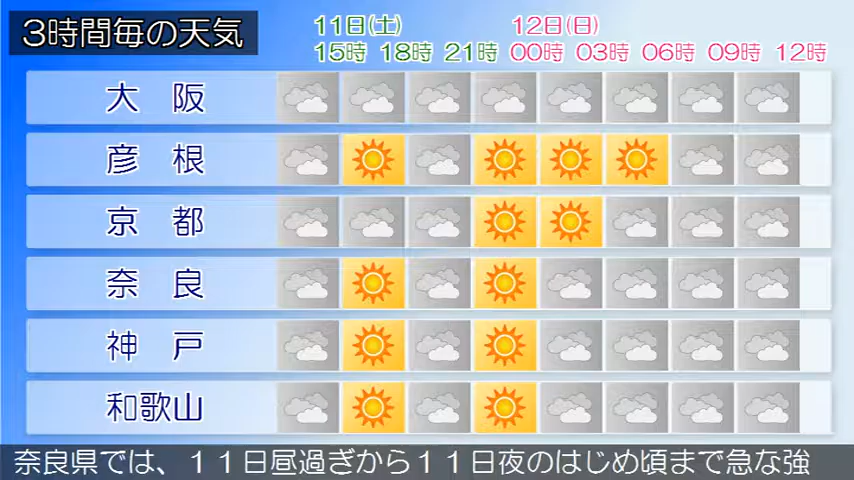 3時間毎の天気
11日(土) 12日(日)
15時 18時 21時 00時 03時 06時 09時 12時
大阪
彦根
京都
奈良
神戸
和歌山
奈良県では、１１日昼過ぎから１１日夜のはじめ頃まで急な強